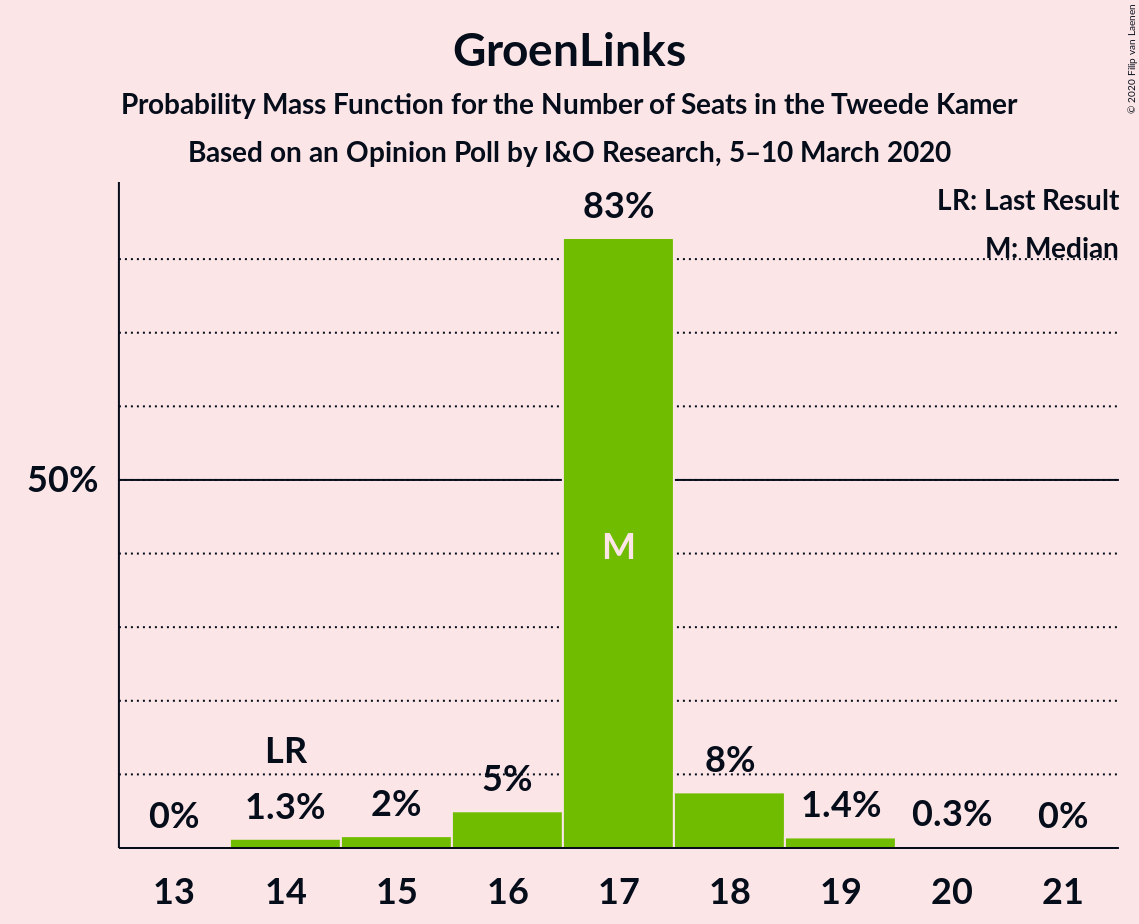 GroenLinks
Probability Mass Function for the Number of Seats in the Tweede Kamer
Based on an Opinion Poll by I&O Research, 5–10 March 2020
© 2020 Filip van Laenen
LR: Last Result
M: Median
83%
50%
M
LR
0%
1.3%
2%
5%
8%
1.4%
0.3%
0%
13 14 15 16 17 18 19 20 21